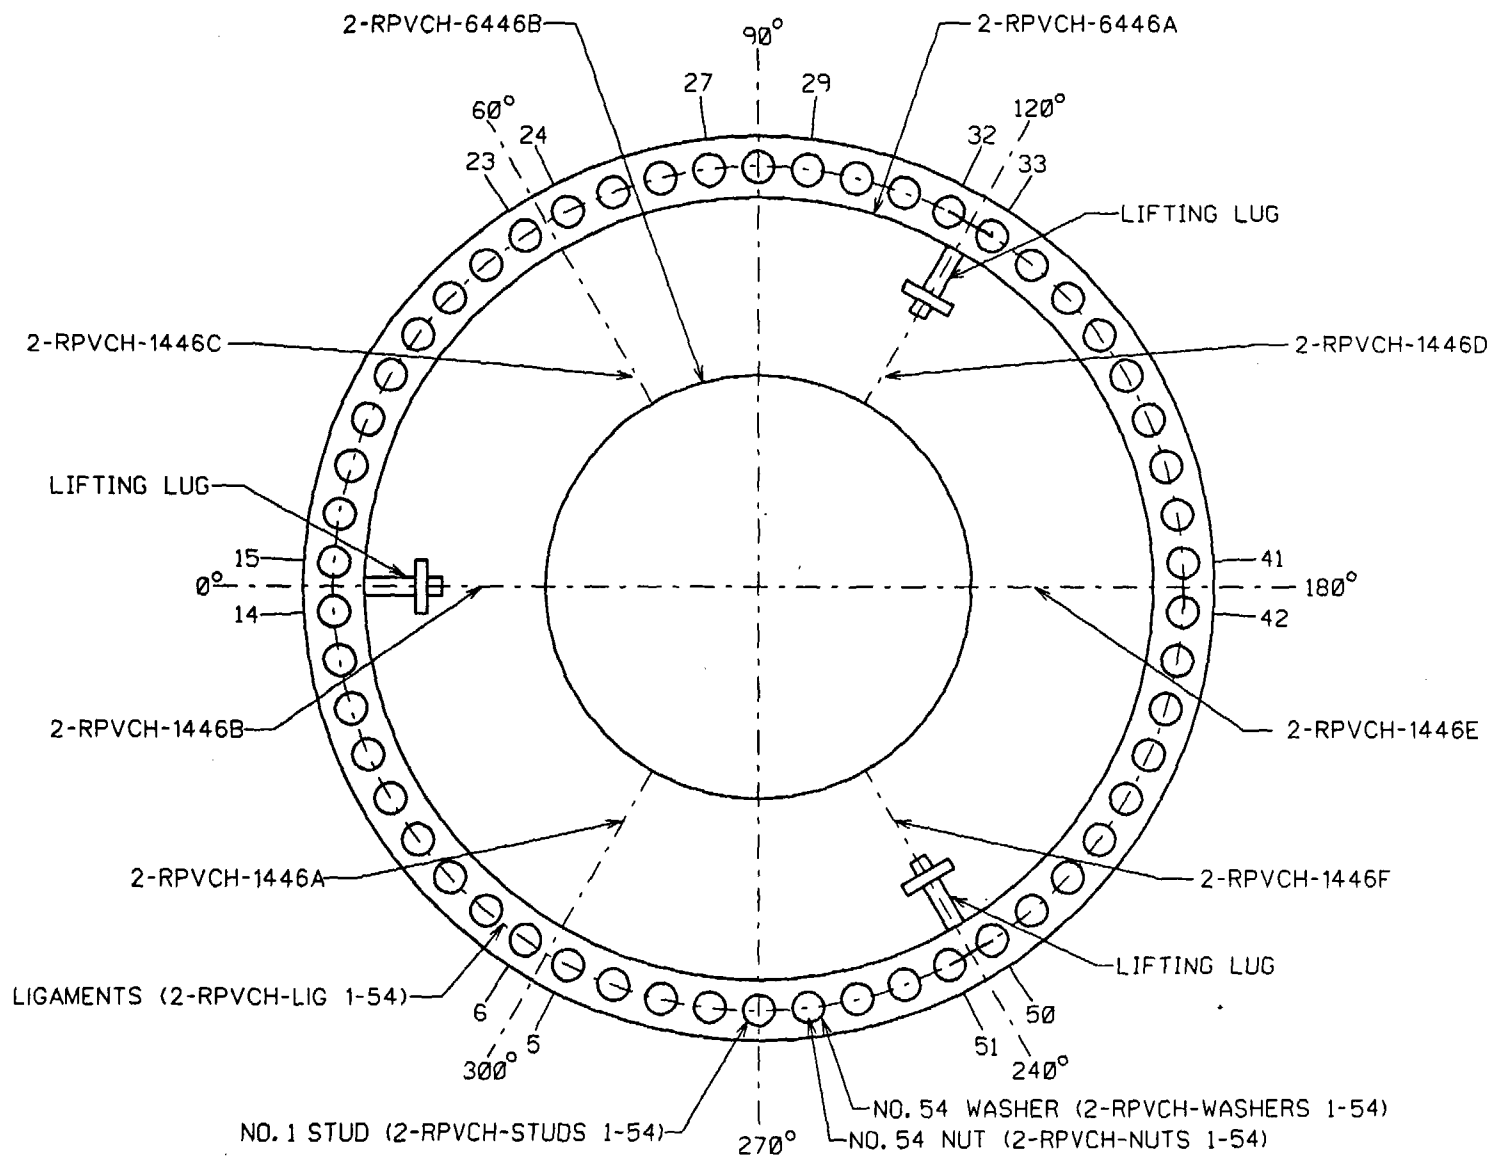 2-RPVCH-6446B
2-RPVCH-6446A
90°
27
29
60°
24
23
120°
32
33
LIFTING LUG
2-RPVCH-1446C
2-RPVCH-1446D
LIFTING LUG
15
0°
14
41
180°
42
2-RPVCH-1446B
2-RPVCH-1446E
2-RPVCH-1446A
2-RPVCH-1446F
LIFTING LUG
LIGAMENTS (2-RPVCH-LIG 1-54)
6
5
300°
50
51
240°
NO. 54 WASHER (2-RPVCH-WASHERS 1-54)
NO. 1 STUD (2-RPVCH-STUDS 1-54)
270°
NO. 54 NUT (2-RPVCH-NUTS 1-54)